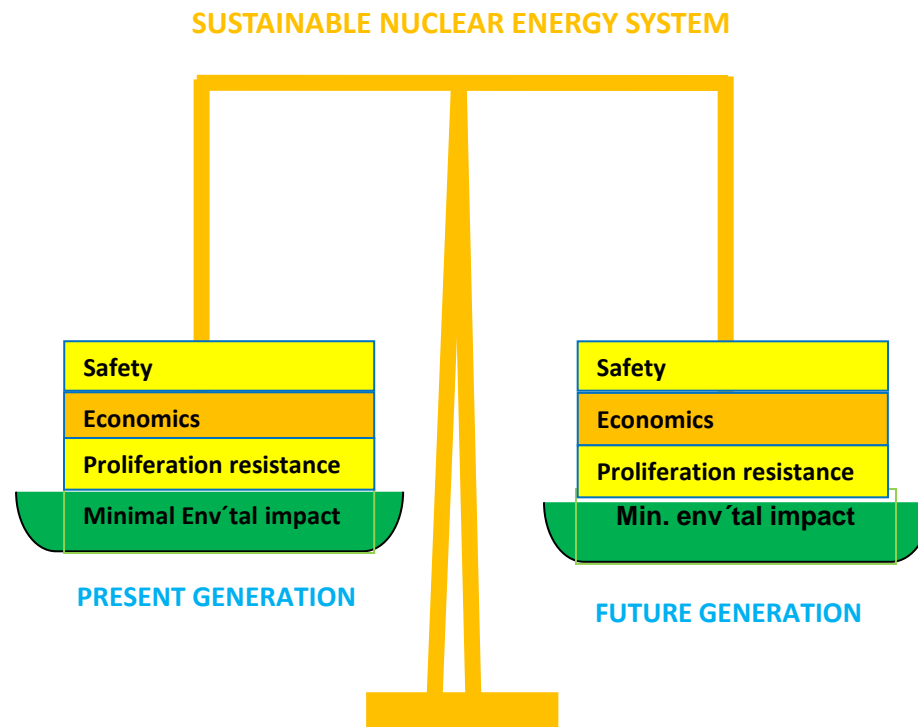 SUSTAINABLE NUCLEAR ENERGY SYSTEM
Safety
Economics
Proliferation resistance
Minimal Env´tal impact
PRESENT GENERATION
Safety
Economics
Proliferation resistance
Min. env´tal impact
FUTURE GENERATION